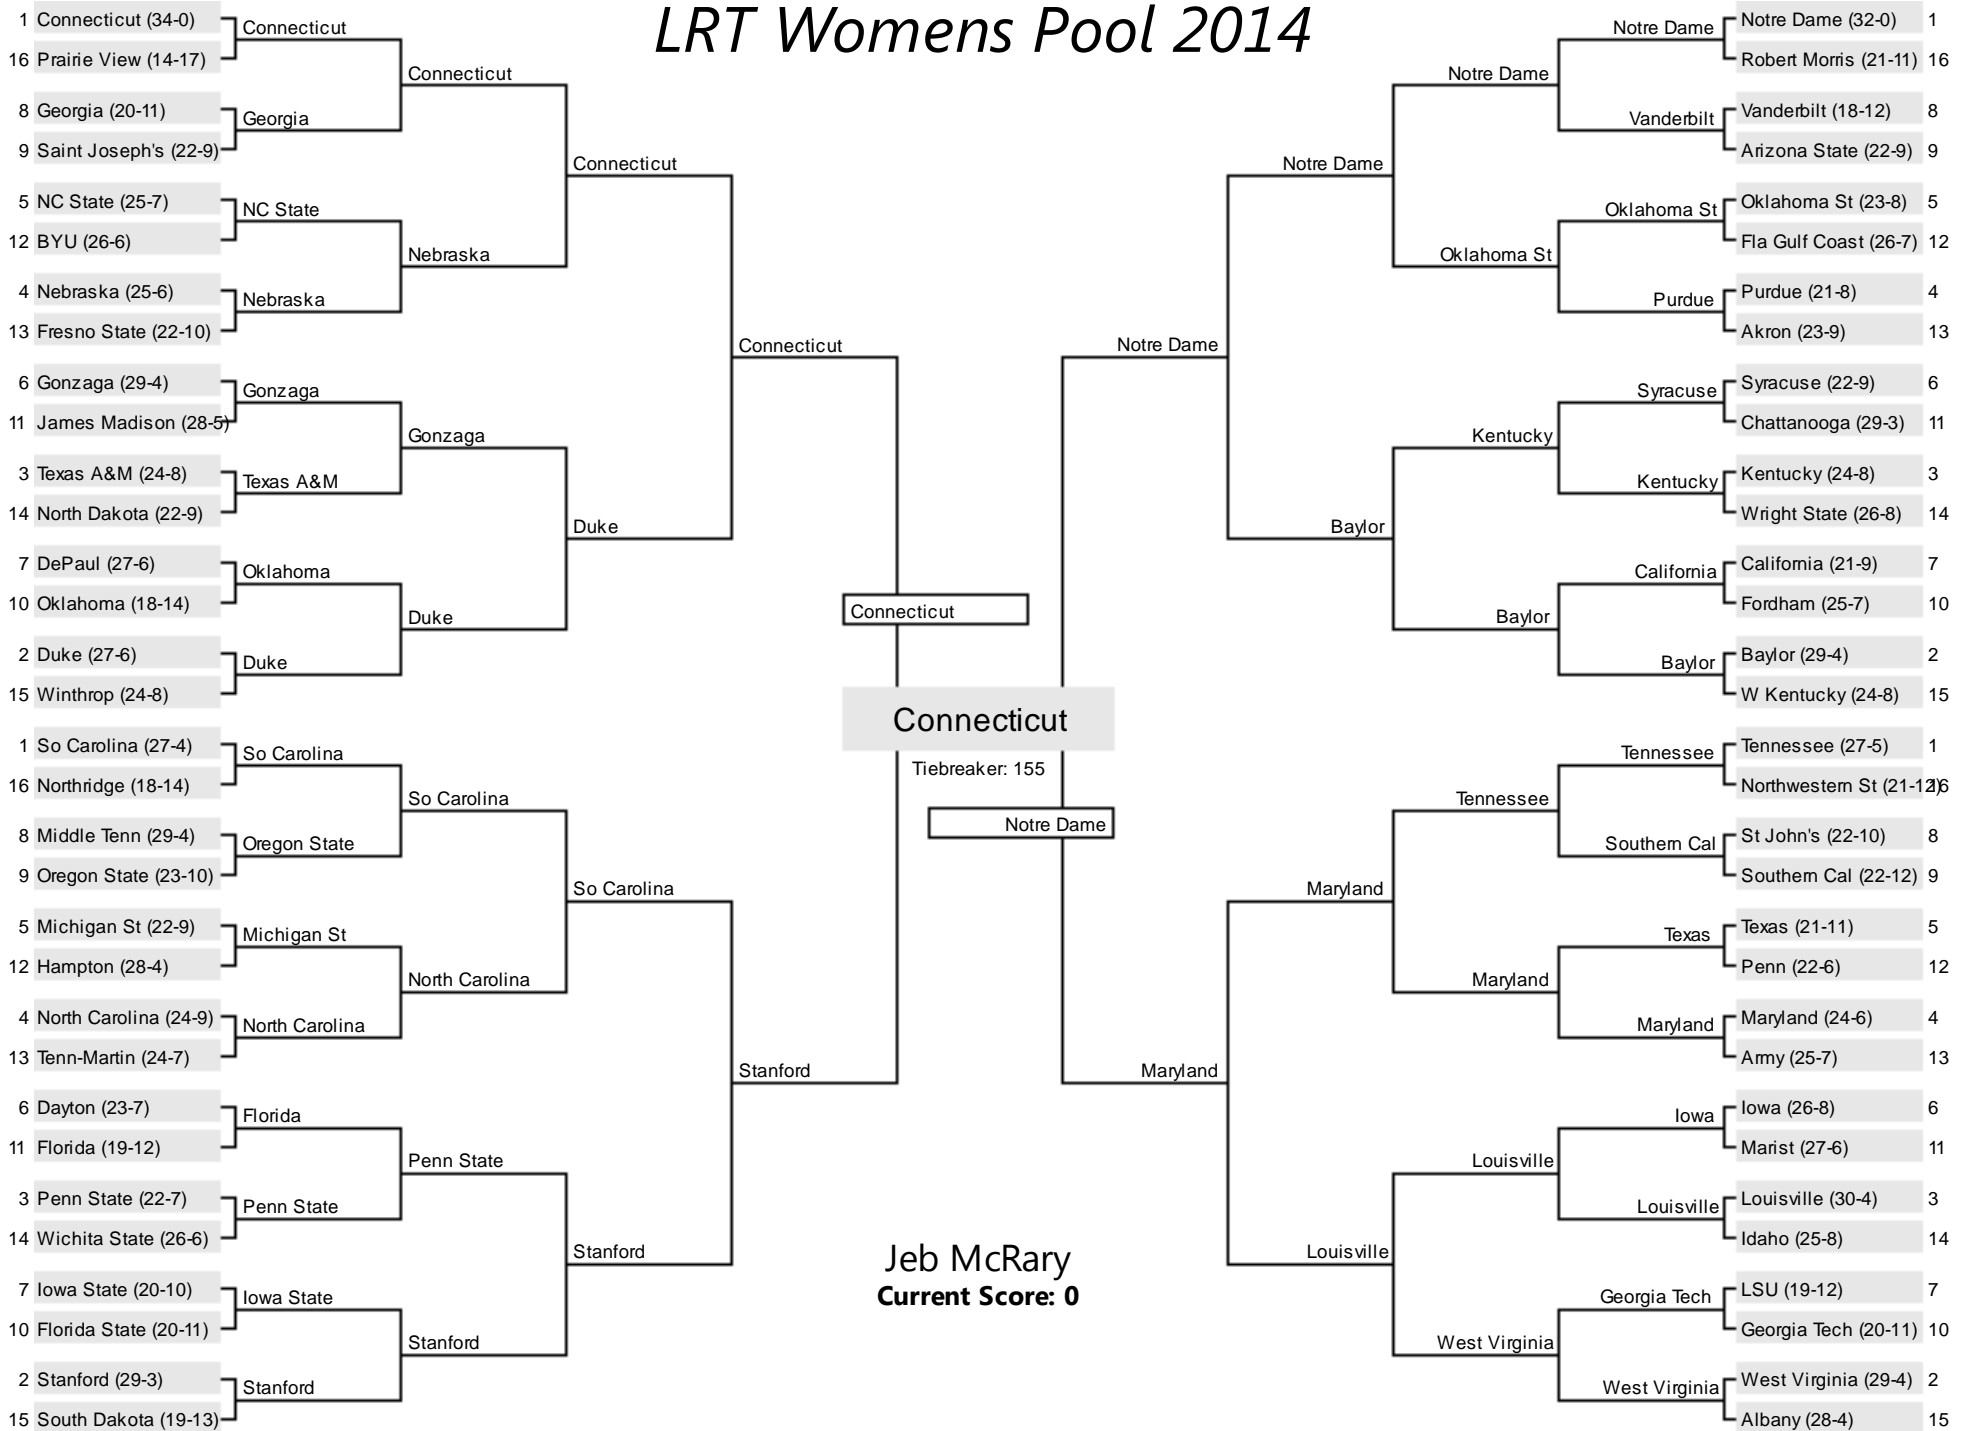 LRT Womens Pool 2014
1 Connecticut (34-0)
16 Prairie View (14-17)
8 Georgia (20-11)
9 Saint Joseph's (22-9)
5 NC State (25-7)
12 BYU (26-6)
4 Nebraska (25-6)
13 Fresno State (22-10)
6 Gonzaga (29-4)
11 James Madison (28-5)
3 Texas A&M (24-8)
14 North Dakota (22-9)
7 DePaul (27-6)
10 Oklahoma (18-14)
2 Duke (27-6)
15 Winthrop (24-8)
1 So Carolina (27-4)
16 Northridge (18-14)
8 Middle Tenn (29-4)
9 Oregon State (23-10)
5 Michigan St (22-9)
12 Hampton (28-4)
4 North Carolina (24-9)
13 Tenn-Martin (24-7)
6 Dayton (23-7)
11 Florida (19-12)
3 Penn State (22-7)
14 Wichita State (26-6)
7 Iowa State (20-10)
10 Florida State (20-11)
2 Stanford (29-3)
15 South Dakota (19-13)
Connecticut
Georgia
NC State
Nebraska
Gonzaga
Texas A&M
Oklahoma
Duke
So Carolina
Oregon State
Michigan St
North Carolina
Florida
Penn State
Iowa State
Stanford
Connecticut
Nebraska
Gonzaga
Duke
So Carolina
North Carolina
Penn State
Stanford
Connecticut
Duke
So Carolina
Stanford
Connecticut
Stanford
Connecticut
Connecticut
Tiebreaker: 155
Notre Dame
Jeb McRary
Current Score: 0
Notre Dame
Maryland
Notre Dame
Baylor
Maryland
Louisville
Notre Dame
Oklahoma St
Kentucky
Baylor
Tennessee
Maryland
Louisville
West Virginia
Notre Dame
Vanderbilt
Oklahoma St
Purdue
Syracuse
Kentucky
California
Baylor
Tennessee
Southern Cal
Texas
Maryland
Iowa
Louisville
Georgia Tech
West Virginia
Notre Dame (32-0) 1
Robert Morris (21-11) 16
Vanderbilt (18-12) 8
Arizona State (22-9) 9
Oklahoma St (23-8) 5
Fla Gulf Coast (26-7) 12
Purdue (21-8) 4
Akron (23-9) 13
Syracuse (22-9) 6
Chattanooga (29-3) 11
Kentucky (24-8) 3
Wright State (26-8) 14
California (21-9) 7
Fordham (25-7) 10
Baylor (29-4) 2
W Kentucky (24-8) 15
Tennessee (27-5) 1
Northwestern St (21-12) 16
St John's (22-10) 8
Southern Cal (22-12) 9
Texas (21-11) 5
Penn (22-6) 12
Maryland (24-6) 4
Army (25-7) 13
Iowa (26-8) 6
Marist (27-6) 11
Louisville (30-4) 3
Idaho (25-8) 14
LSU (19-12) 7
Georgia Tech (20-11) 10
West Virginia (29-4) 2
Albany (28-4) 15